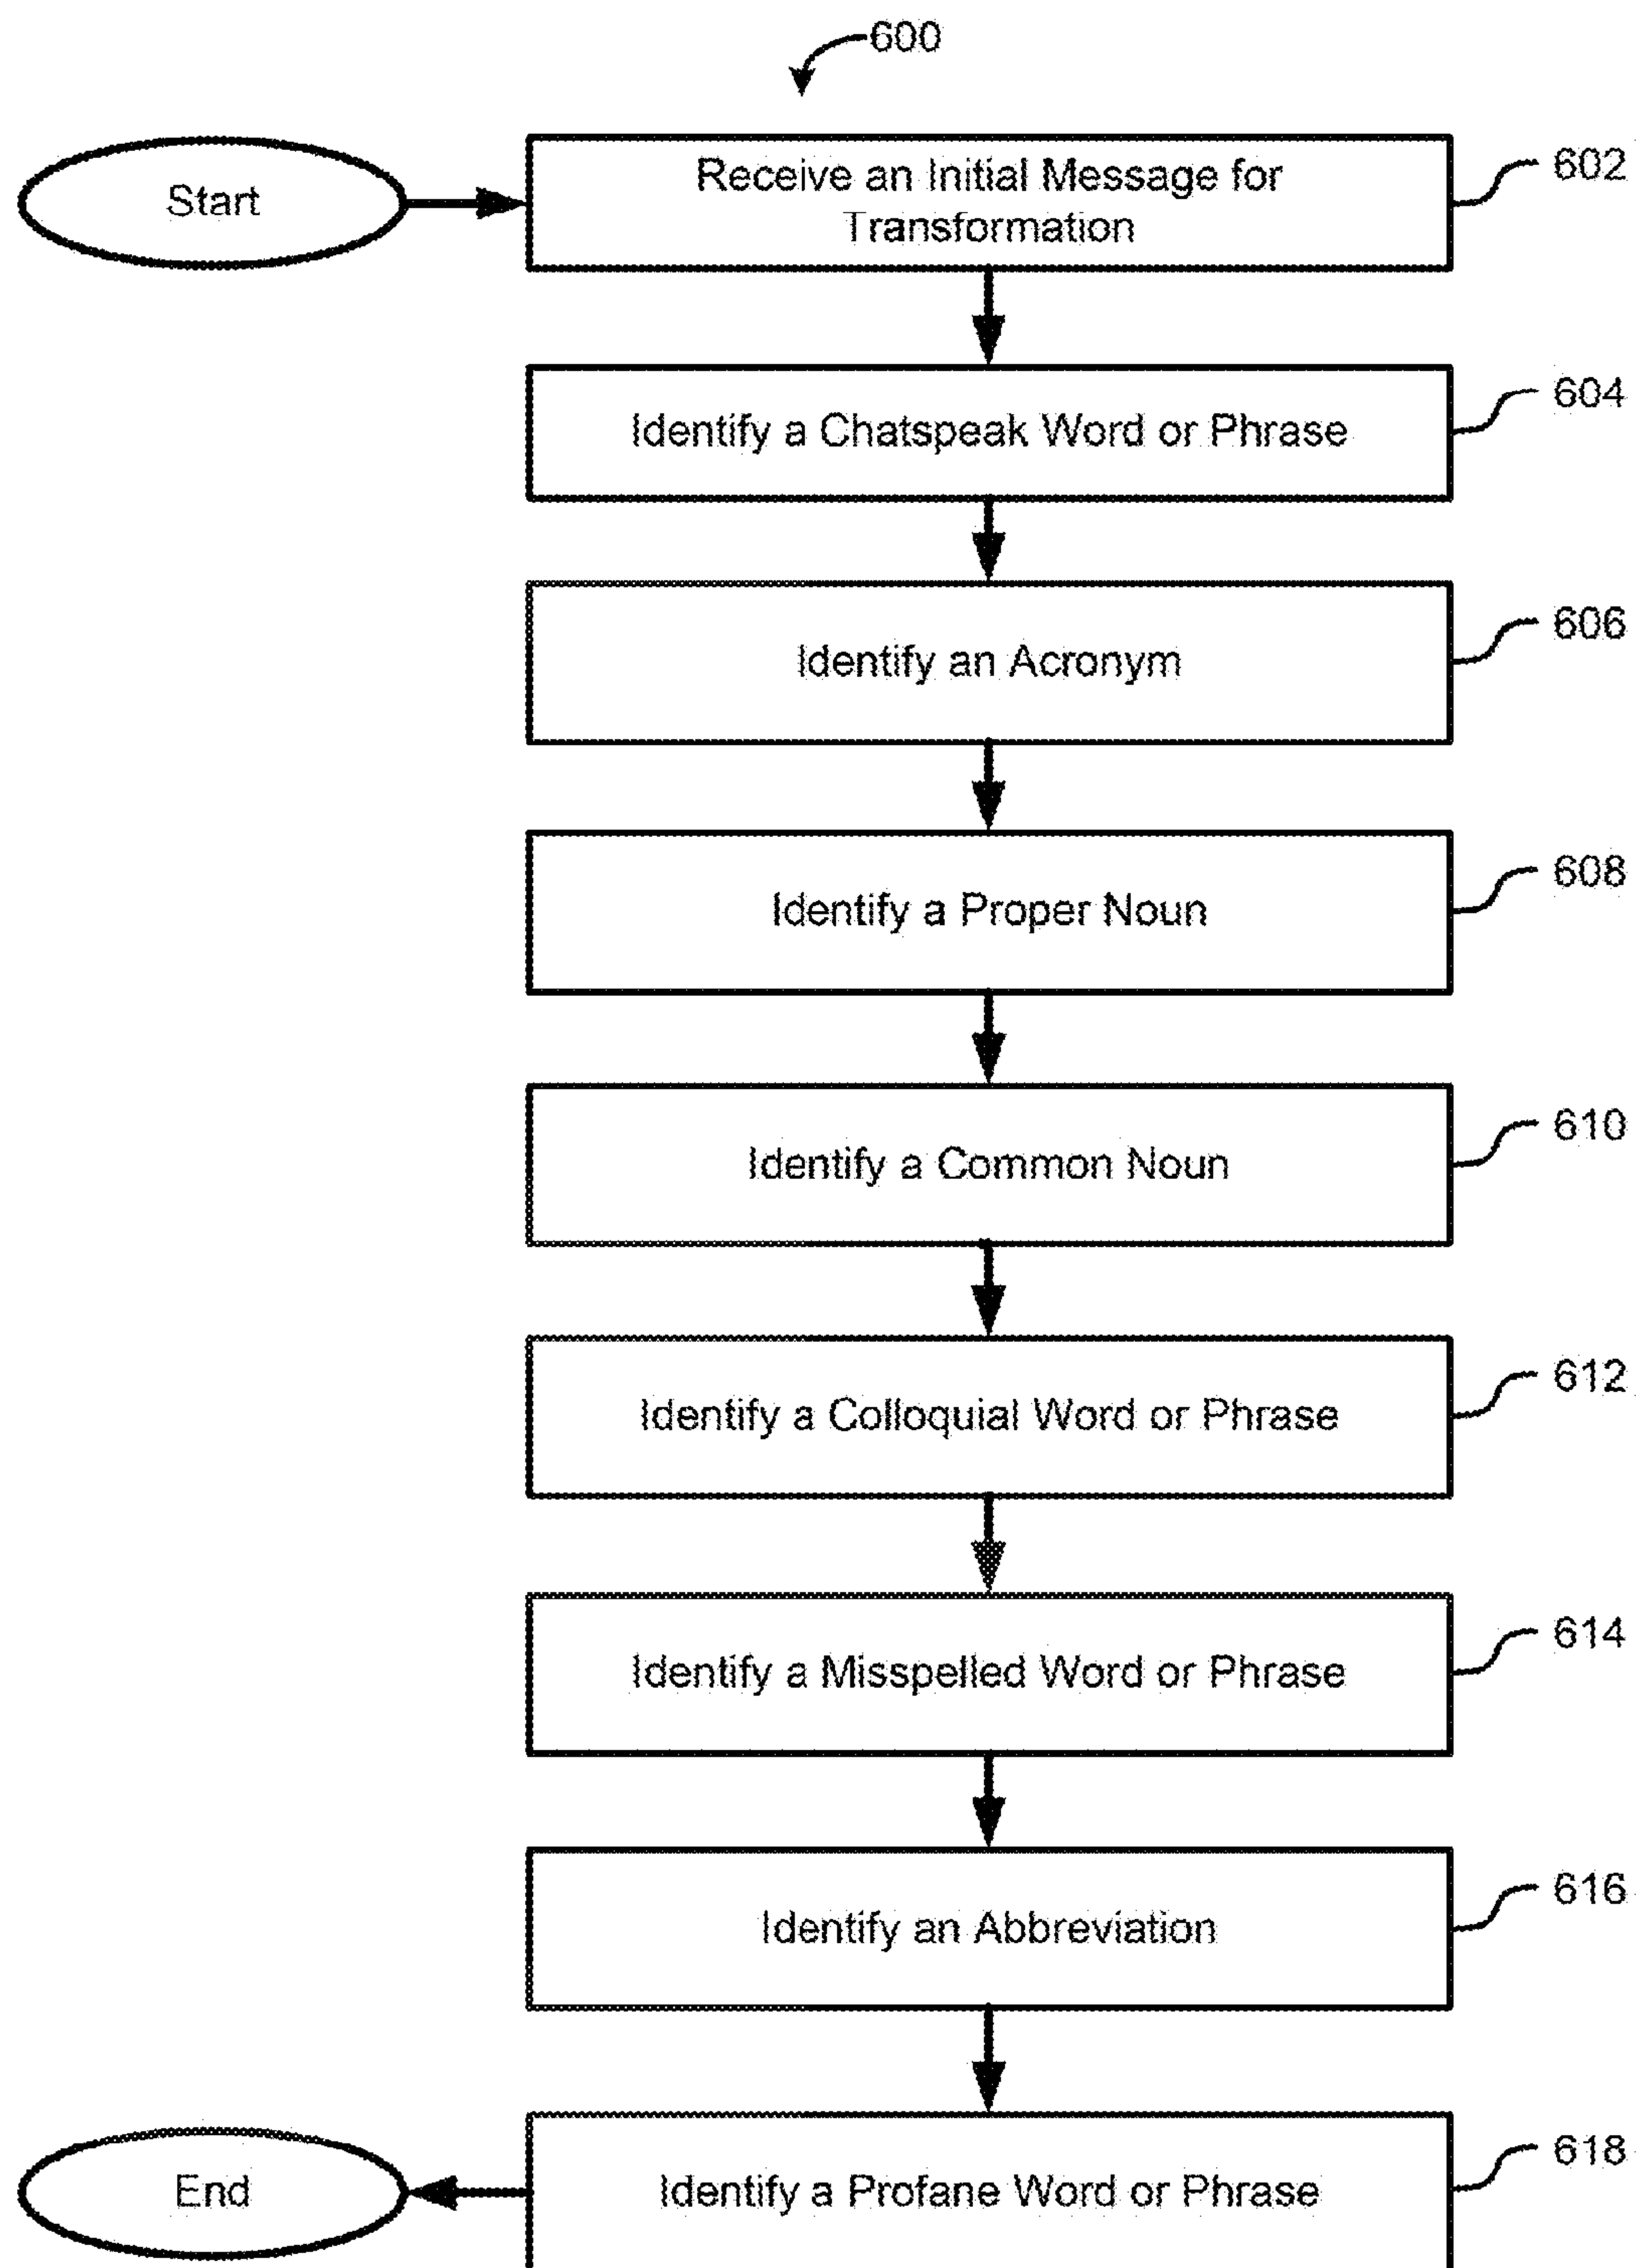 600
Start
Receive an Initial Message for
Transformation
602
Identify a Chatspeak Word or Phrase
604
Identify an Acronym
606
Identify a Proper Noun
608
Identify a Common Noun
610
Identify a Colloquial Word or Phrase
612
Identify a Misspelled Word or Phrase
614
Identify an Abbreviation
616
Identify a Profane Word or Phrase
618
End